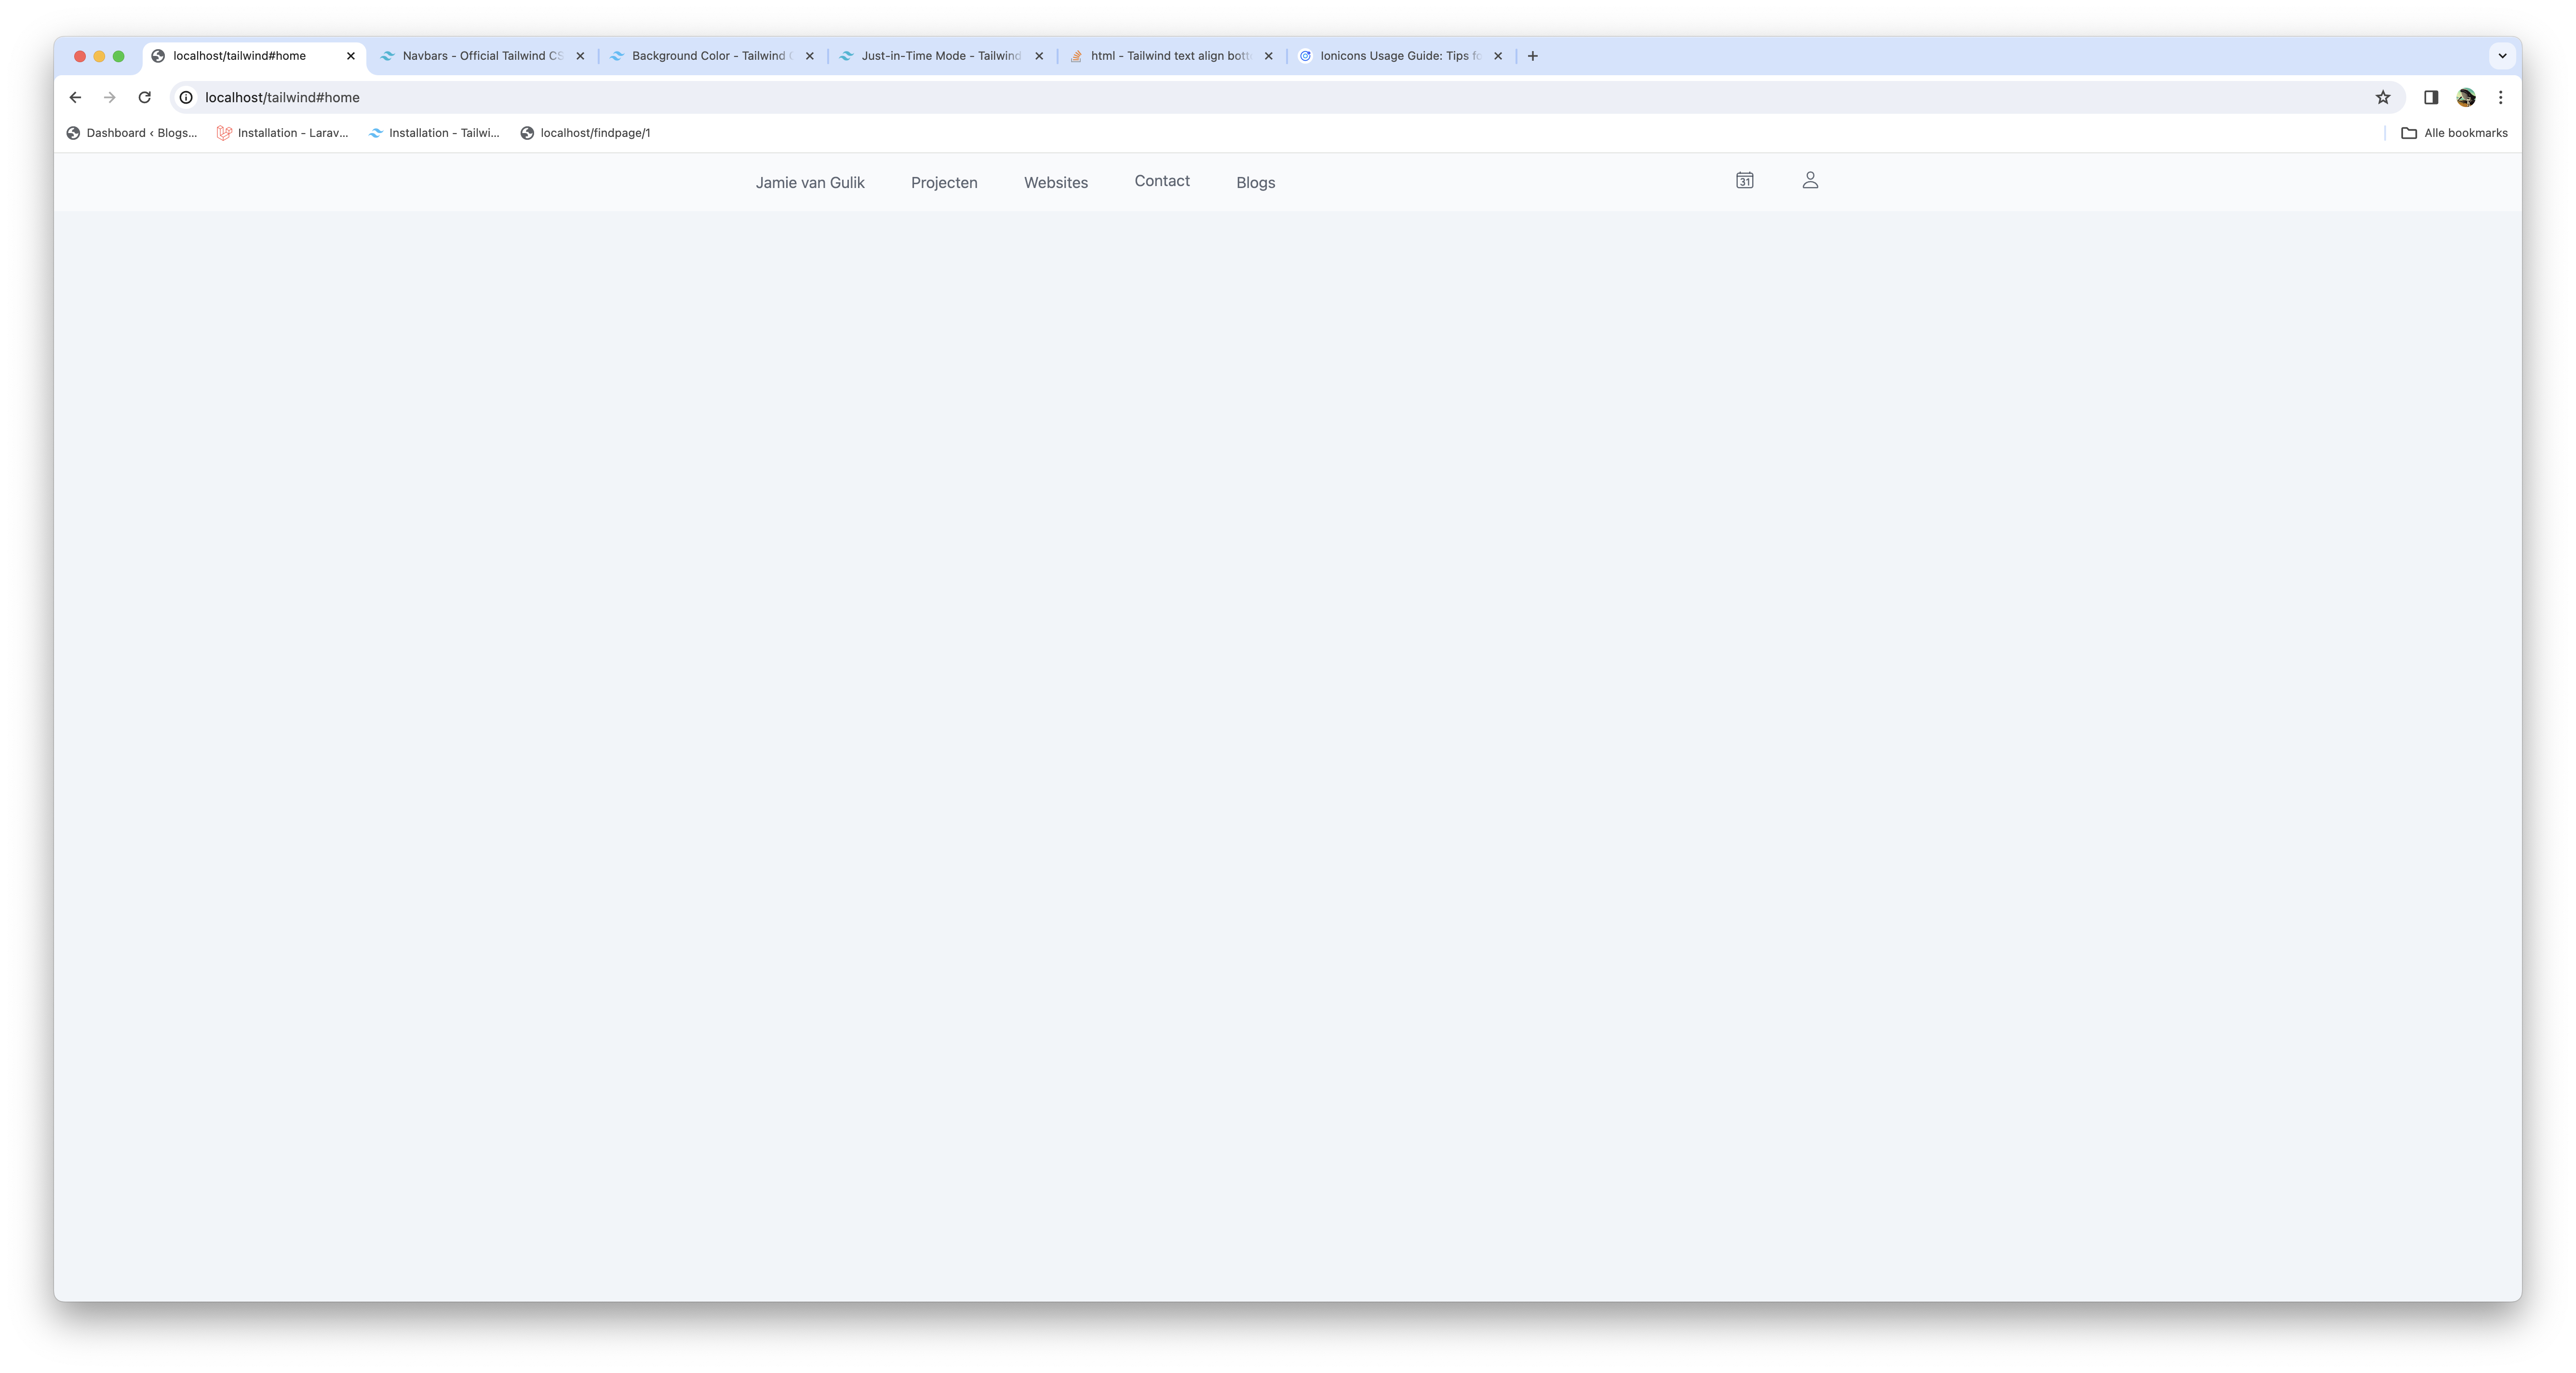 localhost/tailwind#home
Navbars - Official Tailwind CS
Background Color - Tailwind C
Just-in-Time Mode - Tailwind
html - Tailwind text align bott
Ionicons Usage Guide: Tips fo
localhost/tailwind#home
Dashboard ‹ Blogs...
Installation - Larav...
Installation - Tailwi...
localhost/findpage/1
Alle bookmarks
Jamie van Gulik
Projecten
Websites
Contact
Blogs
31